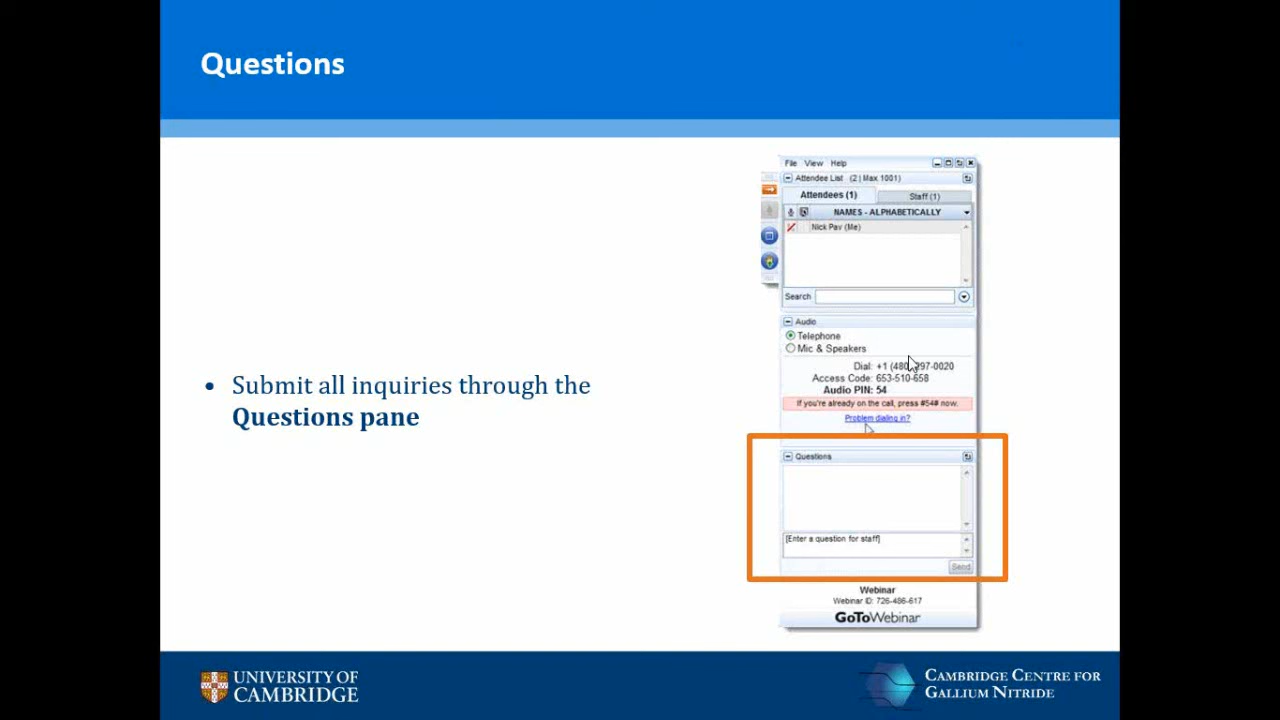 Questions
Submit all inquiries through the
Questions pane
File View Help
Attendee List (2 | Max 1001)
Attendees (1)
Staff (1)
NAMES - ALPHABETICALLY
Nick Pav (Me)
Search
Audio
Telephone
Mic & Speakers
Dial: +1 (480) 297-0020
Access Code: 653-510-658
Audio PIN: 54
If you're already on the call, press #54# now.
Problem dialing in?
Questions
[Enter a question for staff]
Send
Webinar
Webinar ID: 726-486-617
GoToWebinar
UNIVERSITY OF
CAMBRIDGE
CAMBRIDGE CENTRE FOR
GALLIUM NITRIDE